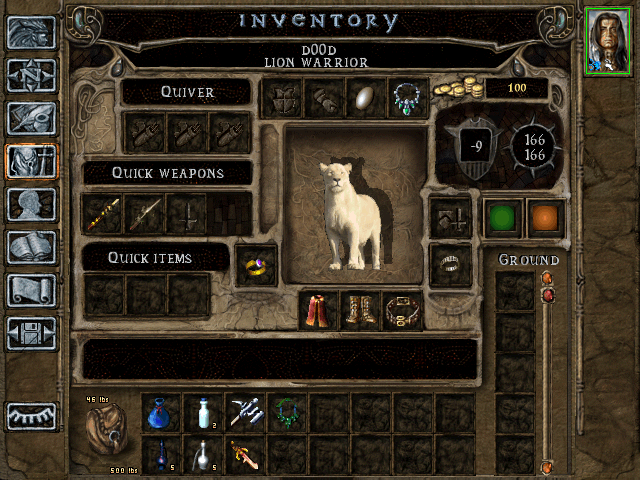 INVENTORY
D00D
LION WARRIOR
QUIVER
100
-9
166
166
QUICK WEAPONS
QUICK ITEMS
GROUND
45 lbs
2
500 lbs
5
5